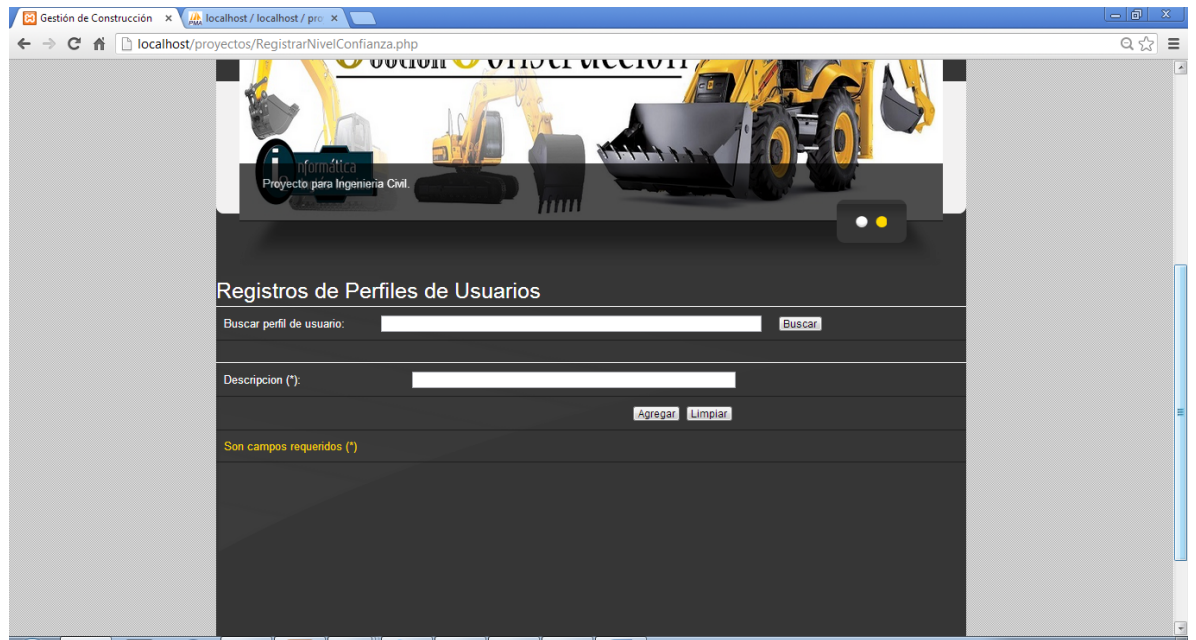 Gestión de Construcción
localhost / localhost / pro
localhost/proyectos/RegistrarNivelConfianza.php
nformática
Proyecto para Ingenieria Civil.
Registros de Perfiles de Usuarios
Buscar perfil de usuario:
Buscar
Descripcion (*):
Agregar Limpiar
Son campos requeridos (*)